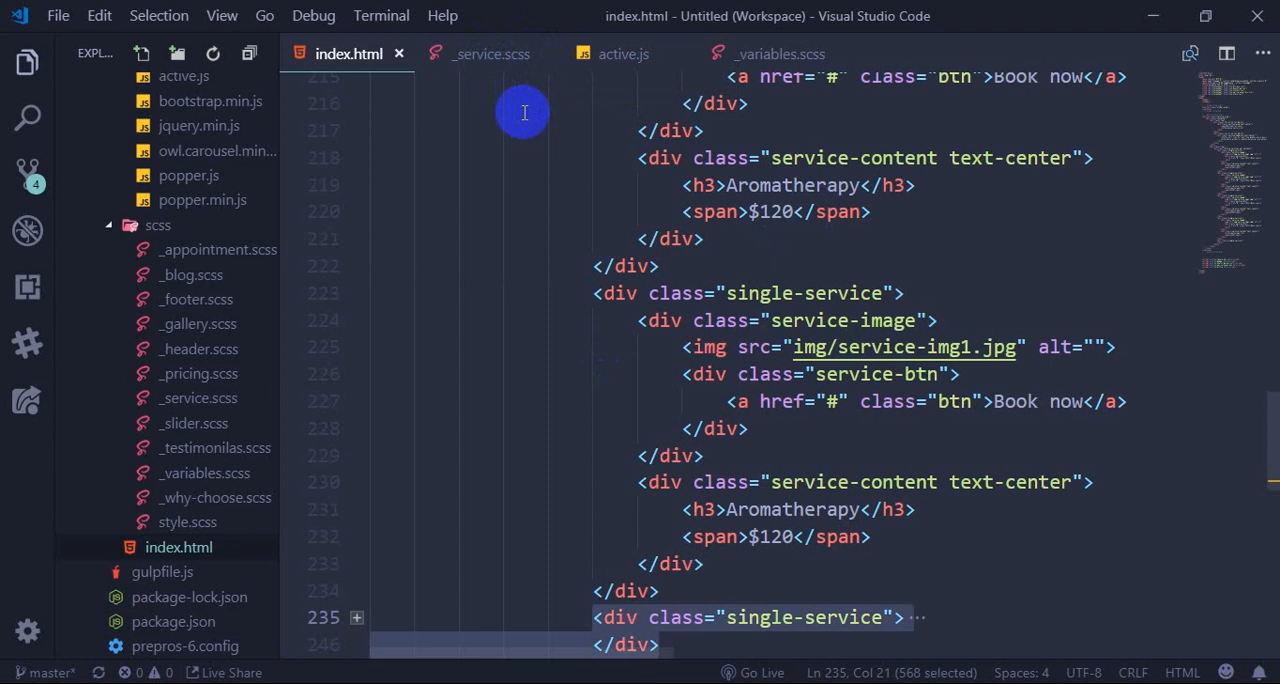 File Edit Selection View Go Debug Terminal Help index.html - Untitled (Workspace) - Visual Studio Code
EXPL... index.html _service.scss active.js _variables.scss
active.js
bootstrap.min.js
jquery.min.js
owl.carousel.min...
popper.js
popper.min.js
scss
_appointment.scss
_blog.scss
_footer.scss
_gallery.scss
_header.scss
_pricing.scss
_service.scss
_slider.scss
_testimonilas.scss
_variables.scss
_why-choose.scss
style.scss
index.html
gulpfile.js
package-lock.json
package.json
prepros-6.config
4
215 <a href="#" class="btn">Book now</a>
216 </div>
217 </div>
218 <div class="service-content text-center">
219 <h3>Aromatherapy</h3>
220 <span>$120</span>
221 </div>
222 </div>
223 <div class="single-service">
224 <div class="service-image">
225 <img src="img/service-img1.jpg" alt="">
226 <div class="service-btn">
227 <a href="#" class="btn">Book now</a>
228 </div>
229 </div>
230 <div class="service-content text-center">
231 <h3>Aromatherapy</h3>
232 <span>$120</span>
233 </div>
234 </div>
235 <div class="single-service"> ...
246 </div>
master* 0 0 Live Share Go Live Ln 235, Col 21 (568 selected) Spaces: 4 UTF-8 CRLF HTML